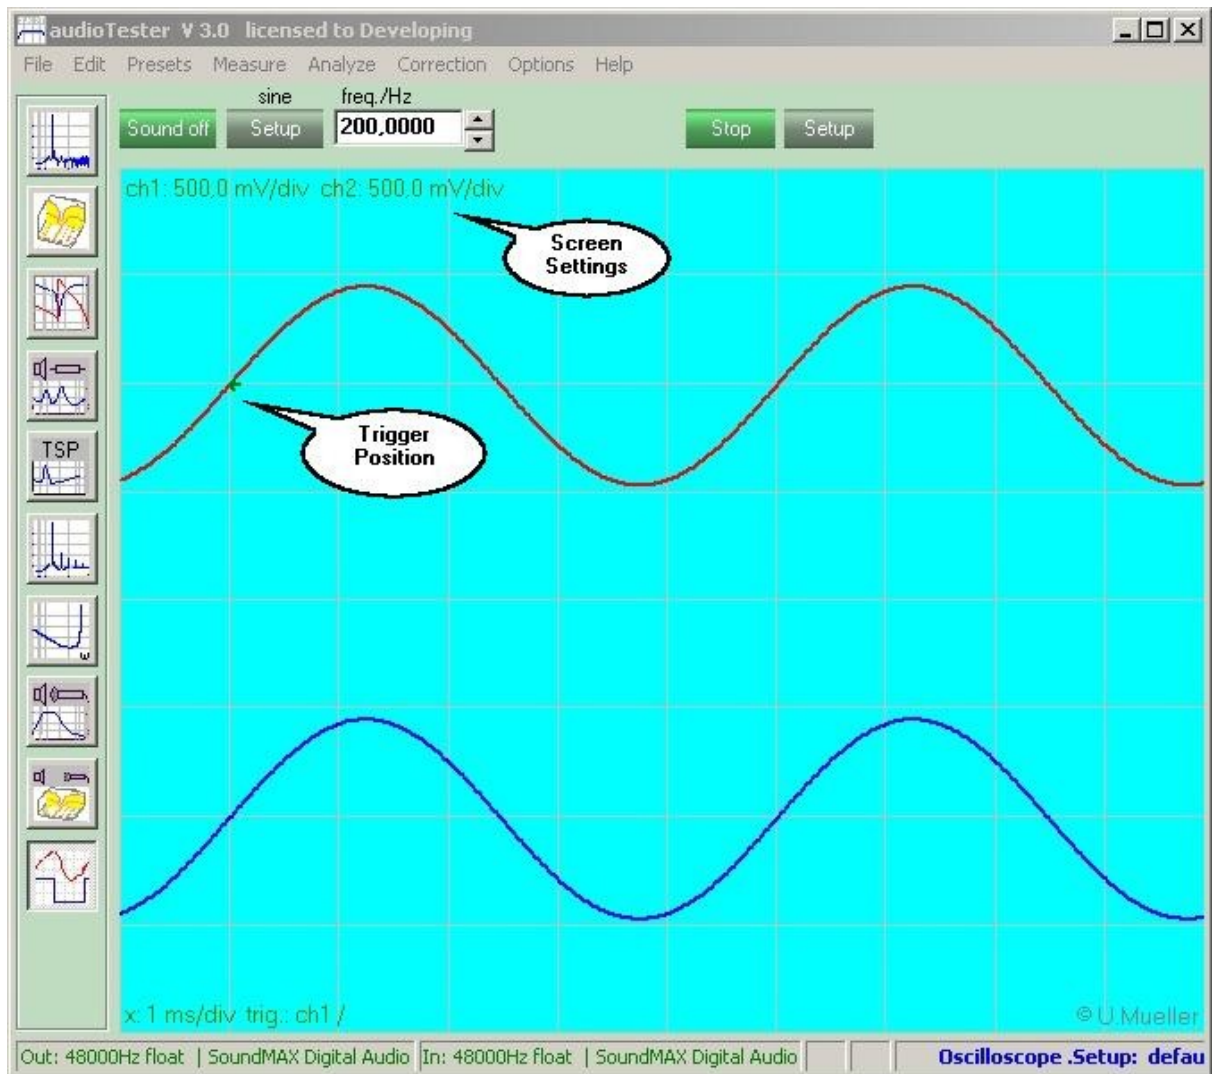 audioTester V 3.0 licensed to Developing
File Edit Presets Measure Analyze Correction Options Help
sine freq./Hz
Sound off Setup 200,0000 Stop Setup
ch1: 500,0 mV/div ch2: 500,0 mV/div
Screen
Settings
Trigger
Position
TSP
x: 1 ms/div trig.: ch1 /
© U.Mueller
Out: 48000Hz float | SoundMAX Digital Audio In: 48000Hz float | SoundMAX Digital Audio Oscilloscope .Setup: defau